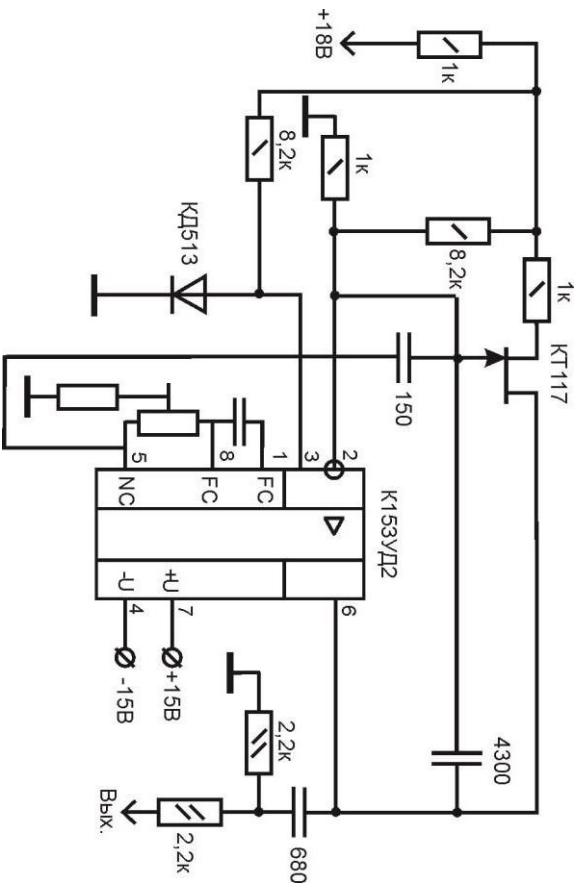 КТ117
1к
4300
8,2к
1к
150
К153УД2
1к
2
6
+18В
3
680
8,2к
1
FC
2,2к
8
FC
+U
7
+15В
КД513
2,2к
5
NC
-U
4
-15В
Вых.